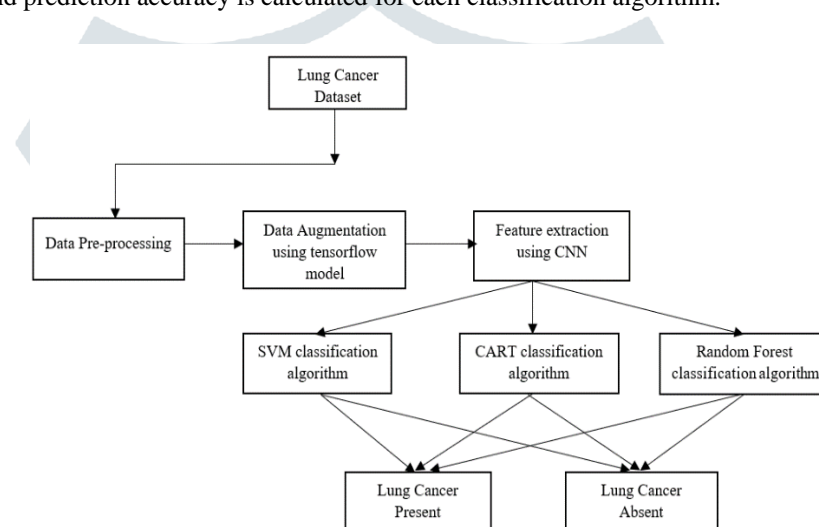 nd prediction accuracy is calculated for each classification algorithm.
Lung Cancer
Dataset
Data Pre-processing
Data Augmentation
using tensorflow
model
Feature extraction
using CNN
SVM classification
algorithm
CART classification
algorithm
Random Forest
classification algorithm
Lung Cancer
Present
Lung Cancer
Absent